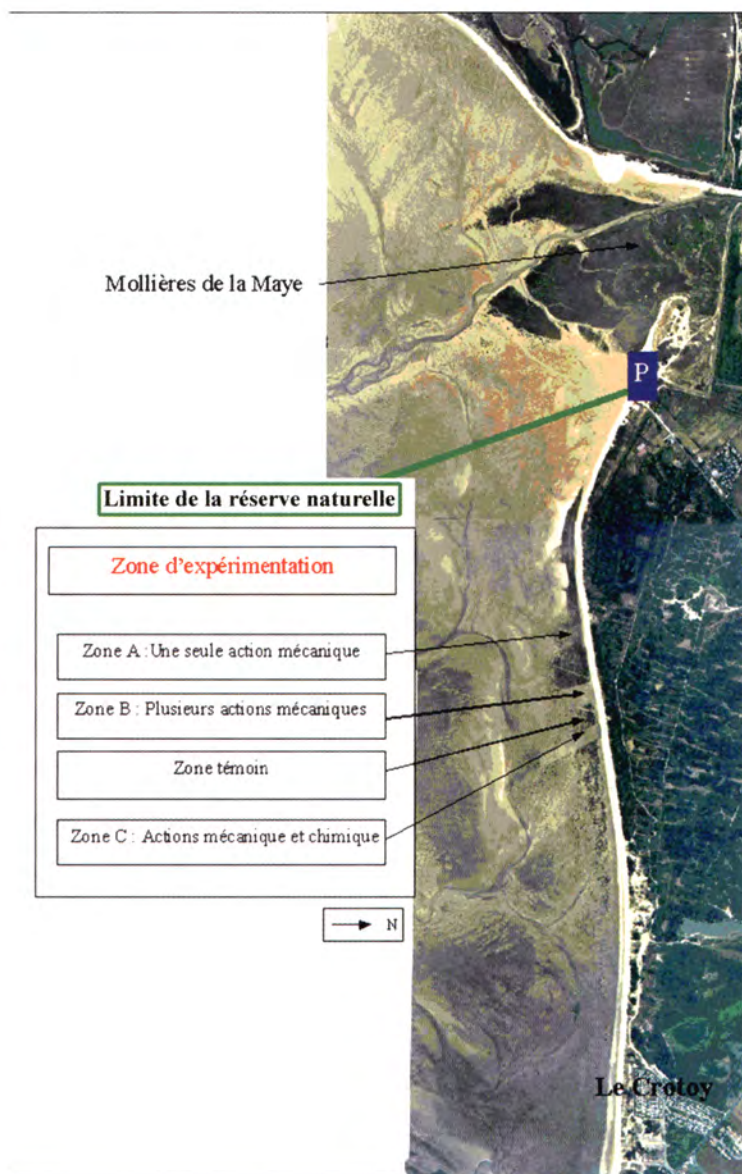 Mollières de la Maye
P
Limite de la réserve naturelle
Zone d'expérimentation
Zone A : Une seule action mécanique
Zone B : Plusieurs actions mécaniques
Zone témoin
Zone C : Actions mécanique et chimique
N
Le Crotoy